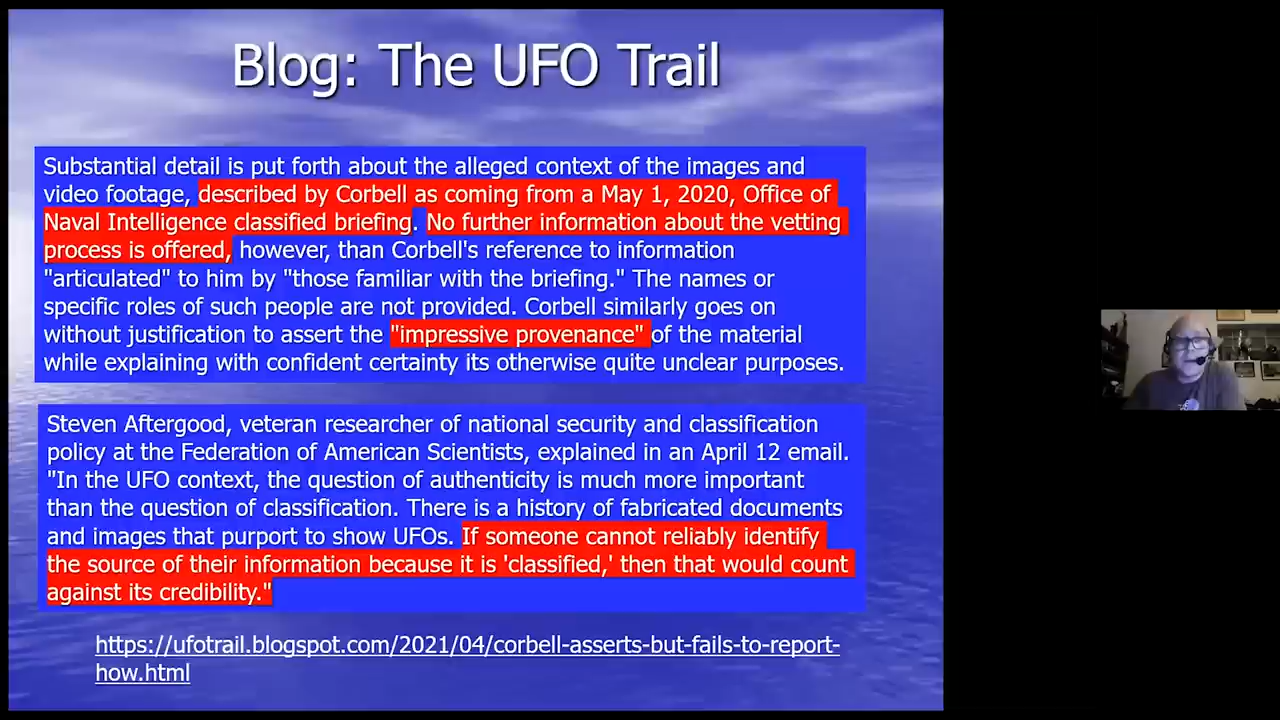 Blog: The UFO Trail
Substantial detail is put forth about the alleged context of the images and
video footage, described by Corbell as coming from a May 1, 2020, Office of
Naval Intelligence classified briefing. No further information about the vetting
process is offered, however, than Corbell's reference to information
"articulated" to him by "those familiar with the briefing." The names or
specific roles of such people are not provided. Corbell similarly goes on
without justification to assert the "impressive provenance" of the material
while explaining with confident certainty its otherwise quite unclear purposes.
Steven Aftergood, veteran researcher of national security and classification
policy at the Federation of American Scientists, explained in an April 12 email.
"In the UFO context, the question of authenticity is much more important
than the question of classification. There is a history of fabricated documents
and images that purport to show UFOs. If someone cannot reliably identify
the source of their information because it is 'classified,' then that would count
against its credibility."
https://ufotrail.blogspot.com/2021/04/corbell-asserts-but-fails-to-report-
how.html